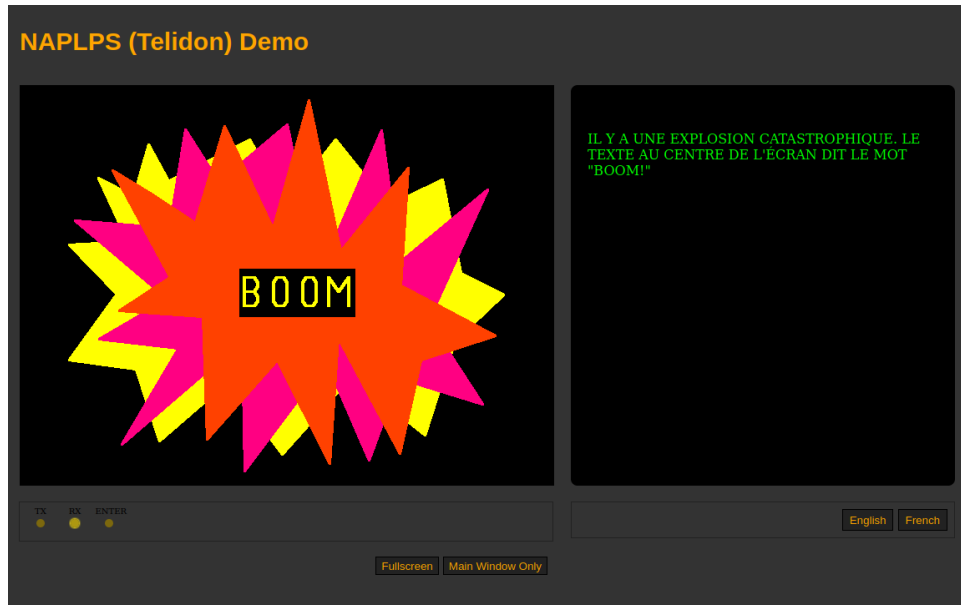 NAPLPS (Telidon) Demo
BOOM
IL Y A UNE EXPLOSION CATASTROPHIQUE. LE
TEXTE AU CENTRE DE L'ÉCRAN DIT LE MOT
"BOOM!"
TX RX ENTER
English French
Fullscreen Main Window Only